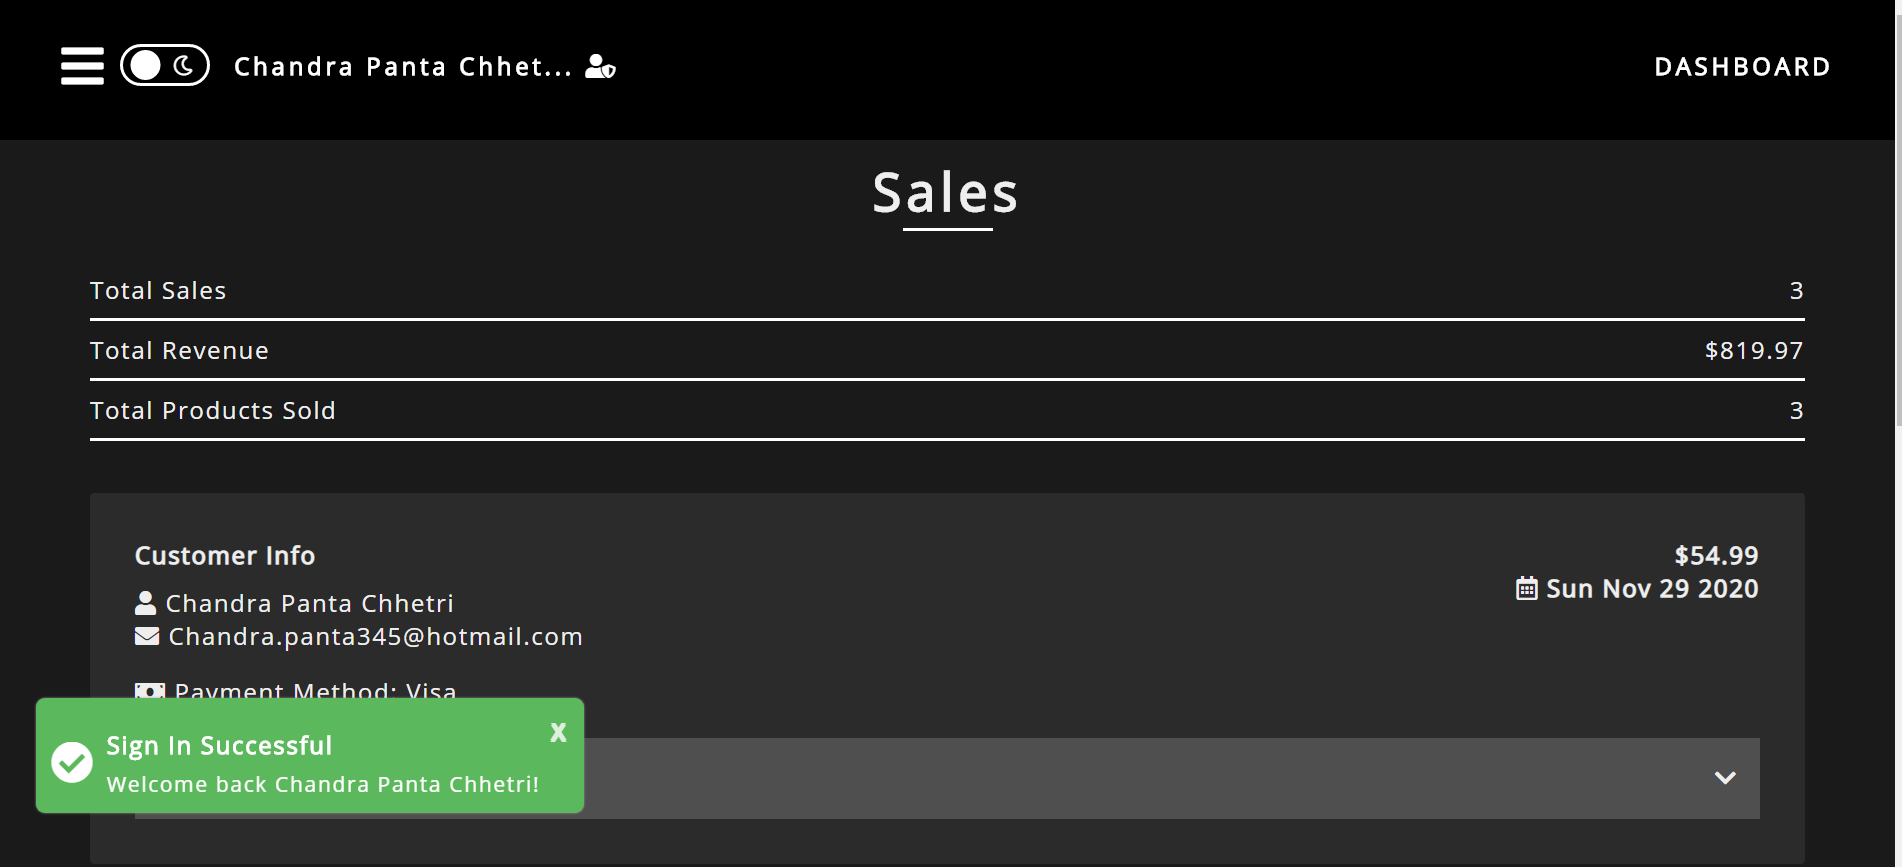 Chandra Panta Chhet...
DASHBOARD
Sales
Total Sales 3
Total Revenue $819.97
Total Products Sold 3
Customer Info $54.99
Sun Nov 29 2020
Chandra Panta Chhetri
Chandra.panta345@hotmail.com
Payment Method: Visa
Sign In Successful X
Welcome back Chandra Panta Chhetri!